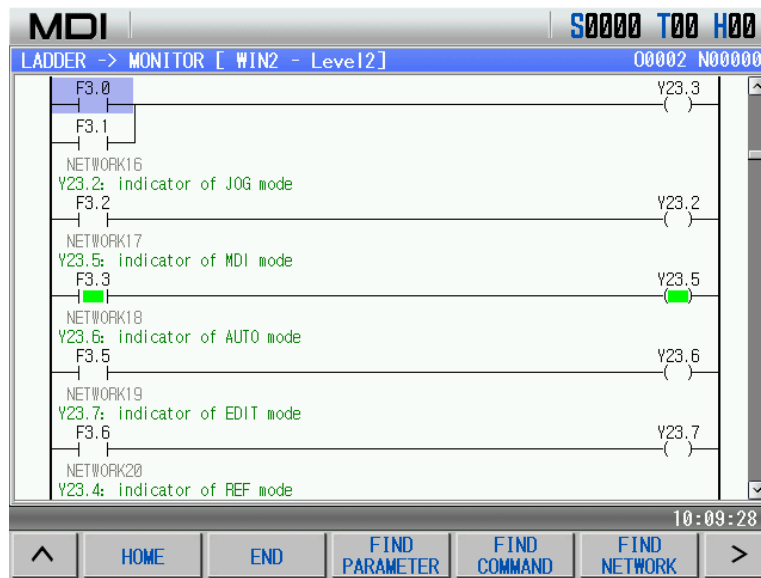 MDI S0000 T00 H00
LADDER -> MONITOR [ WIN2 - Level2] O0002 N00000
F3.0 Y23.3
F3.1
NETWORK16
Y23.2: indicator of JOG mode
F3.2 Y23.2
NETWORK17
Y23.5: indicator of MDI mode
F3.3 Y23.5
NETWORK18
Y23.6: indicator of AUTO mode
F3.5 Y23.6
NETWORK19
Y23.7: indicator of EDIT mode
F3.6 Y23.7
NETWORK20
Y23.4: indicator of REF mode
10:09:28
HOME END FIND PARAMETER FIND COMMAND FIND NETWORK >